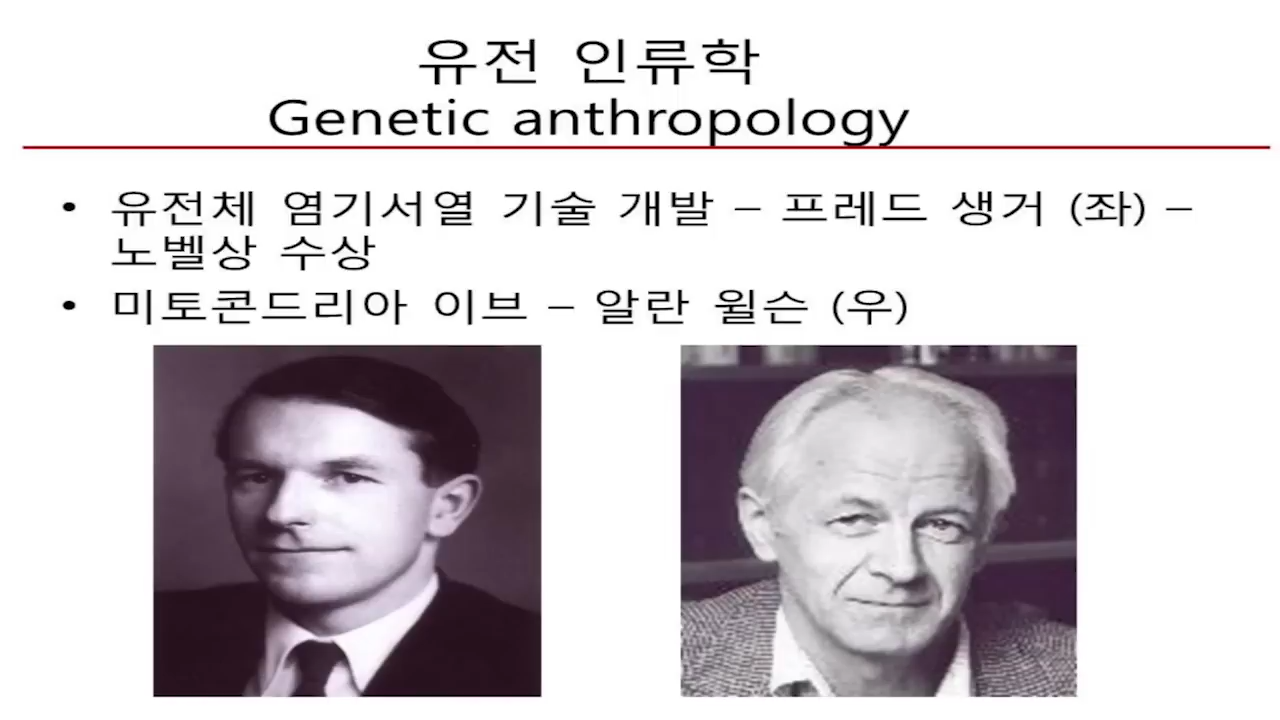 유전 인류학
Genetic anthropology
• 유전체 염기서열 기술 개발 – 프레드 생거 (좌) –
노벨상 수상
• 미토콘드리아 이브 – 알란 윌슨 (우)